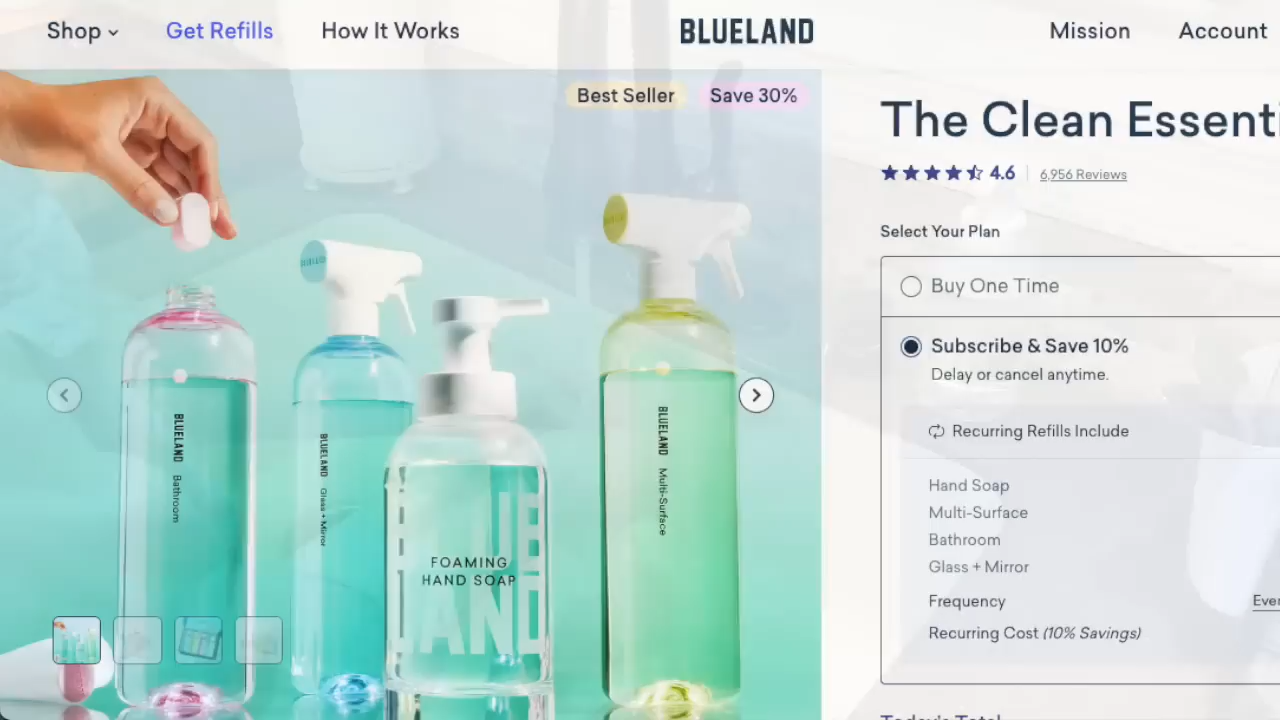 Shop
Get Refills
How It Works
BLUELAND
Mission
Account
Best Seller
Save 30%
The Clean Essenti
4.6
6,956 Reviews
Select Your Plan
Buy One Time
Subscribe & Save 10%
Delay or cancel anytime.
Recurring Refills Include
Hand Soap
Multi-Surface
Bathroom
Glass + Mirror
Frequency
Ever
Recurring Cost (10% Savings)
Today's Total
BLUELAND Bathroom
BLUELAND Glass + Mirror
FOAMING
HAND SOAP
BLUELAND Multi-Surface